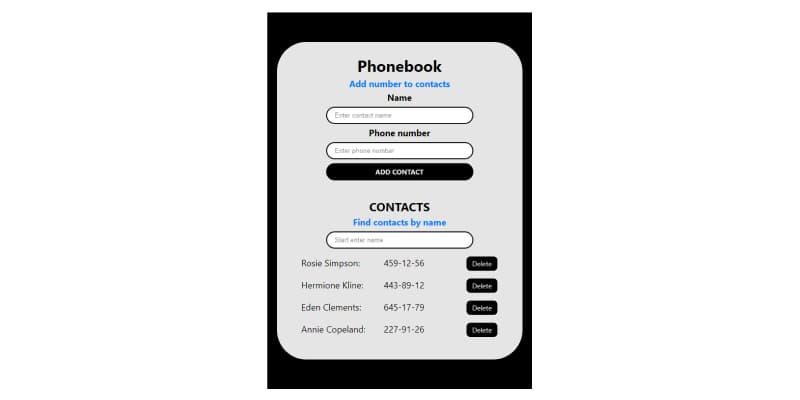 Phonebook
Add number to contacts
Name
Enter contact name
Phone number
Enter phone number
ADD CONTACT
CONTACTS
Find contacts by name
Start enter name
Rosie Simpson: 459-12-56 Delete
Hermione Kline: 443-89-12 Delete
Eden Clements: 645-17-79 Delete
Annie Copeland: 227-91-26 Delete